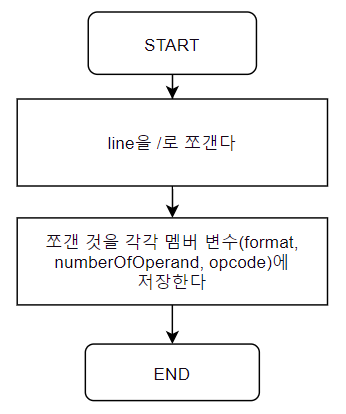 START
line을 /로 쪼갠다
쪼갠 것을 각각 멤버 변수(format,
numberOfOperand, opcode)에
저장한다
END